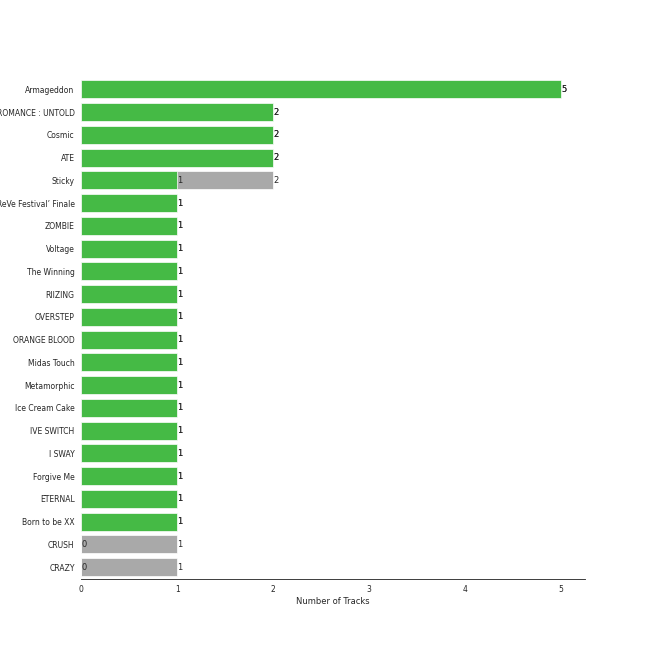 Armageddon 5
ROMANCE : UNTOLD 2
Cosmic 2
ATE 2
Sticky 1 2
ReVe Festival’ Finale 1
ZOMBIE 1
Voltage 1
The Winning 1
RIIZING 1
OVERSTEP 1
ORANGE BLOOD 1
Midas Touch 1
Metamorphic 1
Ice Cream Cake 1
IVE SWITCH 1
I SWAY 1
Forgive Me 1
ETERNAL 1
Born to be XX 1
CRUSH 0 1
CRAZY 0 1
0 1 2 3 4 5
Number of Tracks